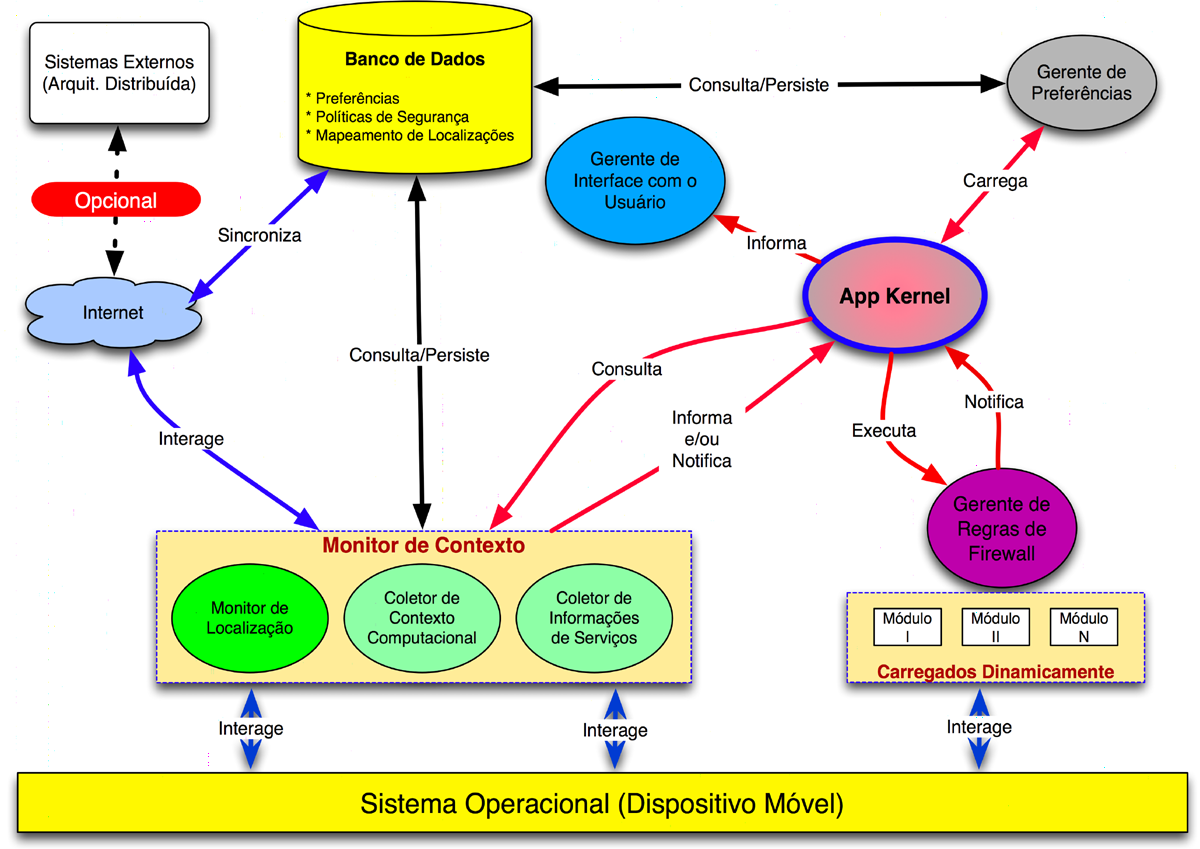 Sistemas Externos
(Arquit. Distribuída)
Banco de Dados
* Preferências
* Políticas de Segurança
* Mapeamento de Localizações
Consulta/Persiste
Gerente de
Preferências
Gerente de
Interface com o
Usuário
Opcional
Sincroniza
Carrega
Informa
App Kernel
Internet
Consulta/Persiste
Consulta
Informa
e/ou
Notifica
Notifica
Executa
Interage
Gerente de
Regras de
Firewall
Monitor de Contexto
Monitor de
Localização
Coletor de
Contexto
Computacional
Coletor de
Informações
de Serviços
Módulo
I
Módulo
II
Módulo
N
Carregados Dinamicamente
Interage
Interage
Interage
Sistema Operacional (Dispositivo Móvel)